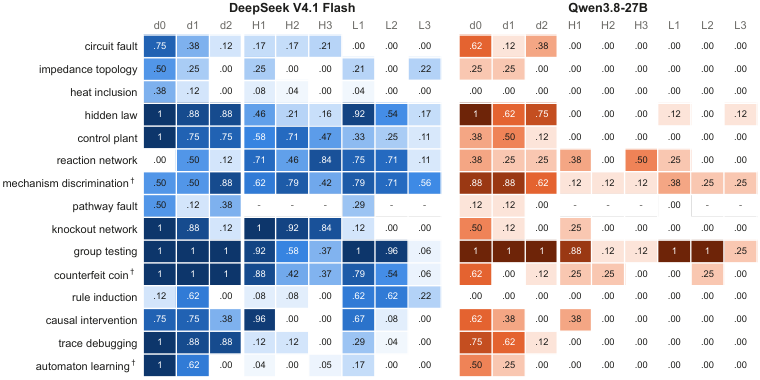 DeepSeek V4.1 Flash Qwen3.8-27B
d0 d1 d2 H1 H2 H3 L1 L2 L3 d0 d1 d2 H1 H2 H3 L1 L2 L3
circuit fault .75 .38 .12 .17 .17 .21 .00 .00 .00 .62 .12 .38 .00 .00 .00 .00 .00 .00
impedance topology .50 .25 .00 .25 .00 .00 .21 .00 .22 .25 .25 .00 .00 .00 .00 .00 .00 .00
heat inclusion .38 .12 .00 .08 .04 .00 .04 .00 .00 .00 .00 .00 .00 .00 .00 .00 .00 .00
hidden law 1 .88 .88 .46 .21 .16 .92 .54 .17 1 .62 .75 .00 .00 .00 .12 .00 .12
control plant 1 .75 .75 .58 .71 .47 .33 .25 .11 .38 .50 .12 .00 .00 .00 .00 .00 .00
reaction network .00 .50 .12 .71 .46 .84 .75 .71 .11 .38 .25 .25 .38 .00 .50 .25 .00 .00
mechanism discrimination † .50 .50 .88 .62 .79 .42 .79 .71 .56 .88 .88 .62 .12 .12 .12 .38 .25 .25
pathway fault .50 .12 .38 - - - .29 - - .12 .12 .00 - - - .00 - -
knockout network 1 .88 .12 1 .92 .84 .12 .00 .00 .50 .12 .00 .25 .00 .00 .00 .00 .00
group testing 1 1 1 .92 .58 .37 1 .96 .06 1 1 1 .88 .12 .12 1 1 .25
counterfeit coin † 1 1 1 .88 .42 .37 .79 .54 .06 .62 .00 .12 .25 .25 .00 .00 .25 .00
rule induction .12 .62 .00 .08 .08 .00 .62 .62 .22 .00 .00 .00 .00 .00 .00 .00 .00 .00
causal intervention .75 .75 .38 .96 .00 .00 .67 .08 .00 .62 .38 .00 .38 .00 .00 .00 .00 .00
trace debugging 1 .88 .88 .12 .12 .00 .29 .04 .00 .75 .62 .12 .00 .00 .00 .00 .00 .00
automaton learning † 1 .62 .00 .04 .00 .05 .17 .00 .00 .50 .25 .00 .00 .00 .00 .00 .00 .00